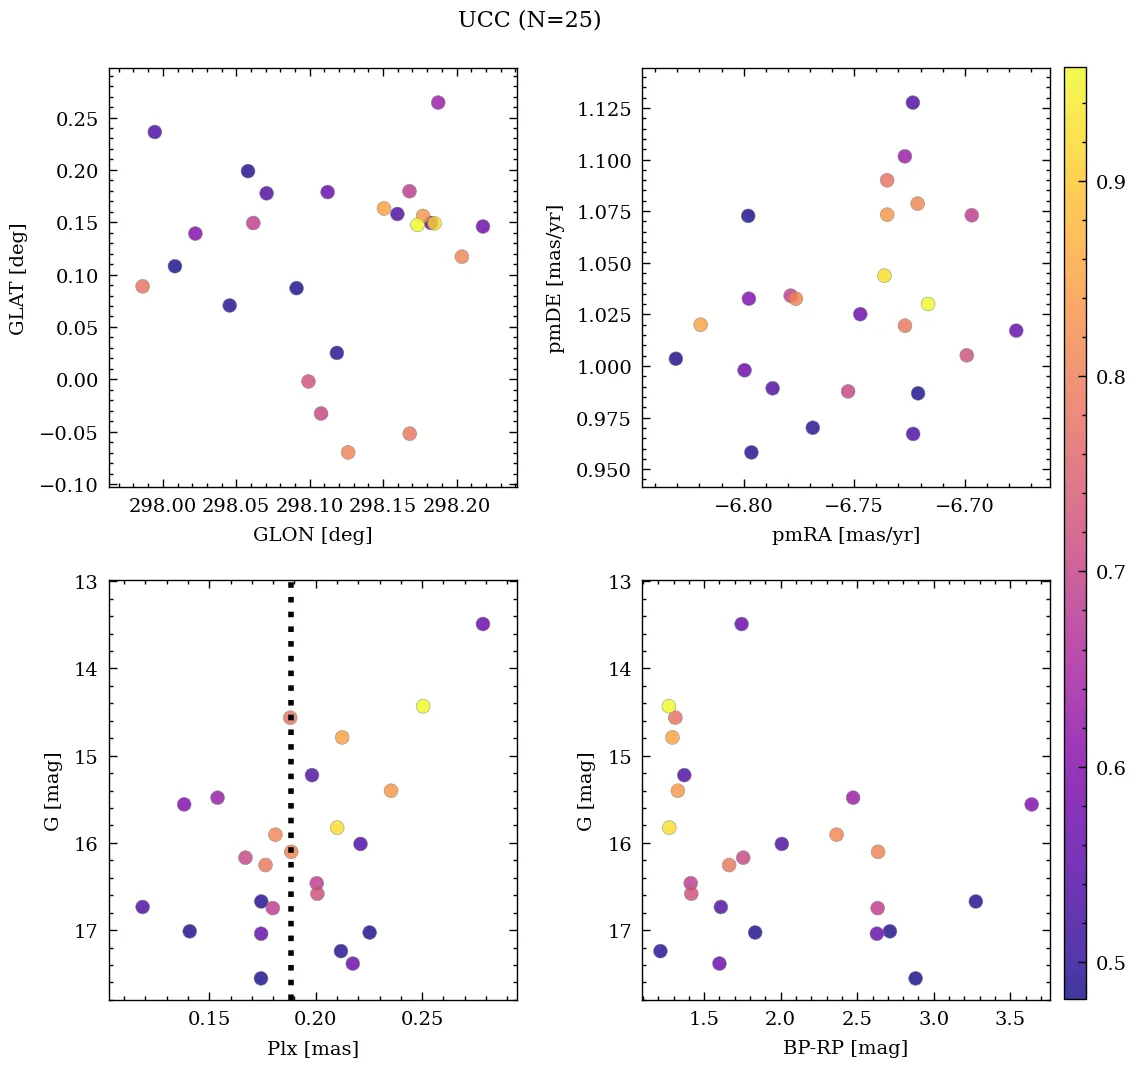 UCC (N=25)
0.25
0.20
0.15
0.10
0.05
0.00
−0.05
−0.10
GLAT [deg]
298.00 298.05 298.10 298.15 298.20
GLON [deg]
1.125
1.100
1.075
1.050
1.025
1.000
0.975
0.950
pmDE [mas/yr]
−6.80 −6.75 −6.70
pmRA [mas/yr]
0.9
0.8
0.7
0.6
0.5
13
14
15
16
17
G [mag]
0.15 0.20 0.25
Plx [mas]
13
14
15
16
17
G [mag]
1.5 2.0 2.5 3.0 3.5
BP-RP [mag]